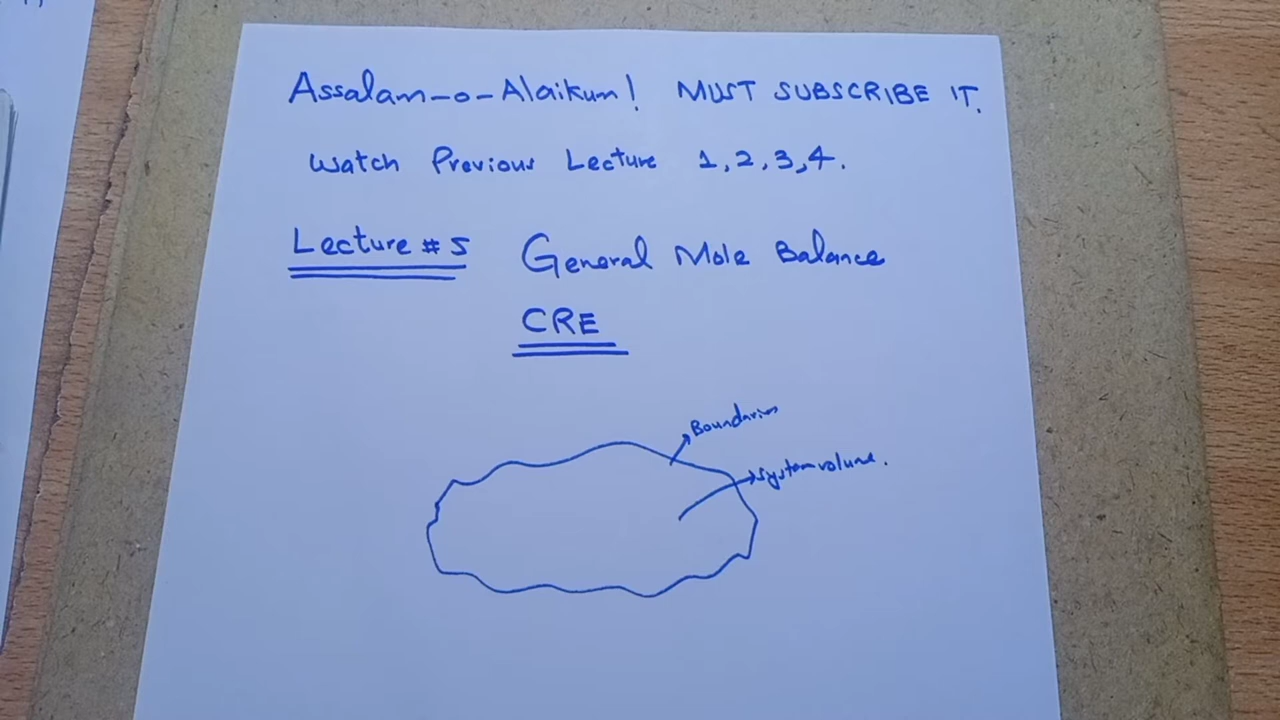 Assalam-o-Alaikum! MUST SUBSCRIBE IT.
Watch Previous Lecture 1,2,3,4.
Lecture # 5 General Mole Balance
CRE
Boundaries
System volume.